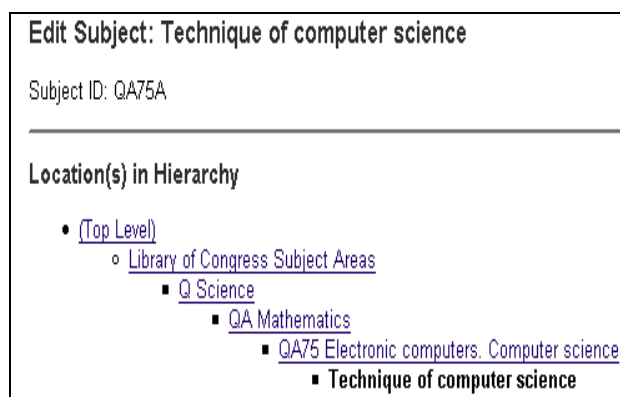 Edit Subject: Technique of computer science
Subject ID: QA75A
Location(s) in Hierarchy
(Top Level)
Library of Congress Subject Areas
Q Science
QA Mathematics
QA75 Electronic computers. Computer science
Technique of computer science